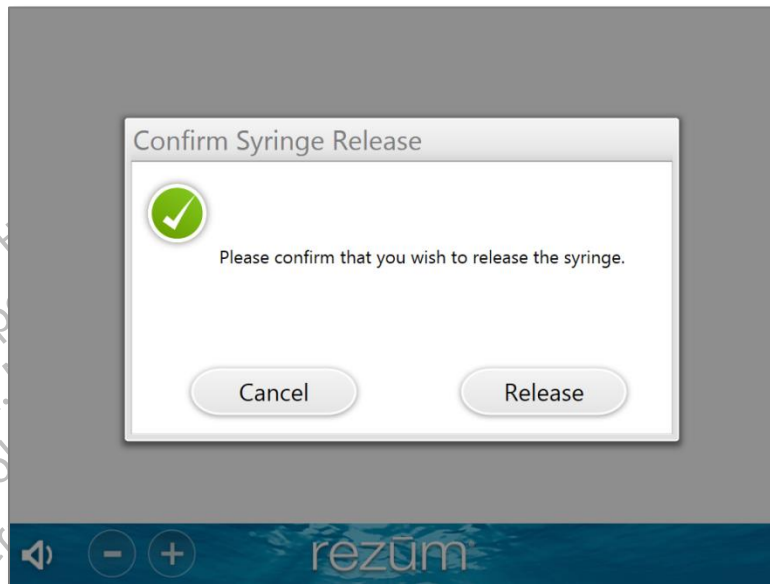 Confirm Syringe Release
Please confirm that you wish to release the syringe.
Cancel
Release
- +
rezūm